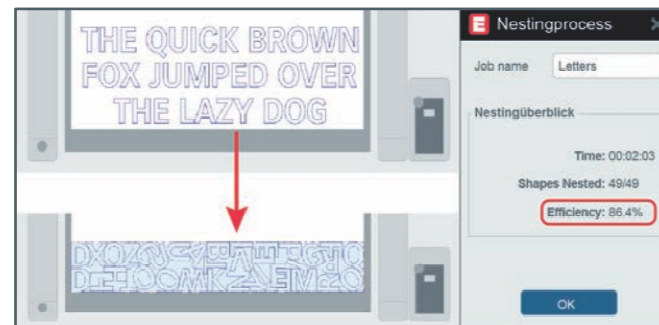 THE QUICK BROWN
FOX JUMPED OVER
THE LAZY DOG
E Nestingprocess
Job name Letters
Nestingüberblick
Time: 00:02:03
Shapes Nested: 49/49
Efficiency: 86.4%
OK